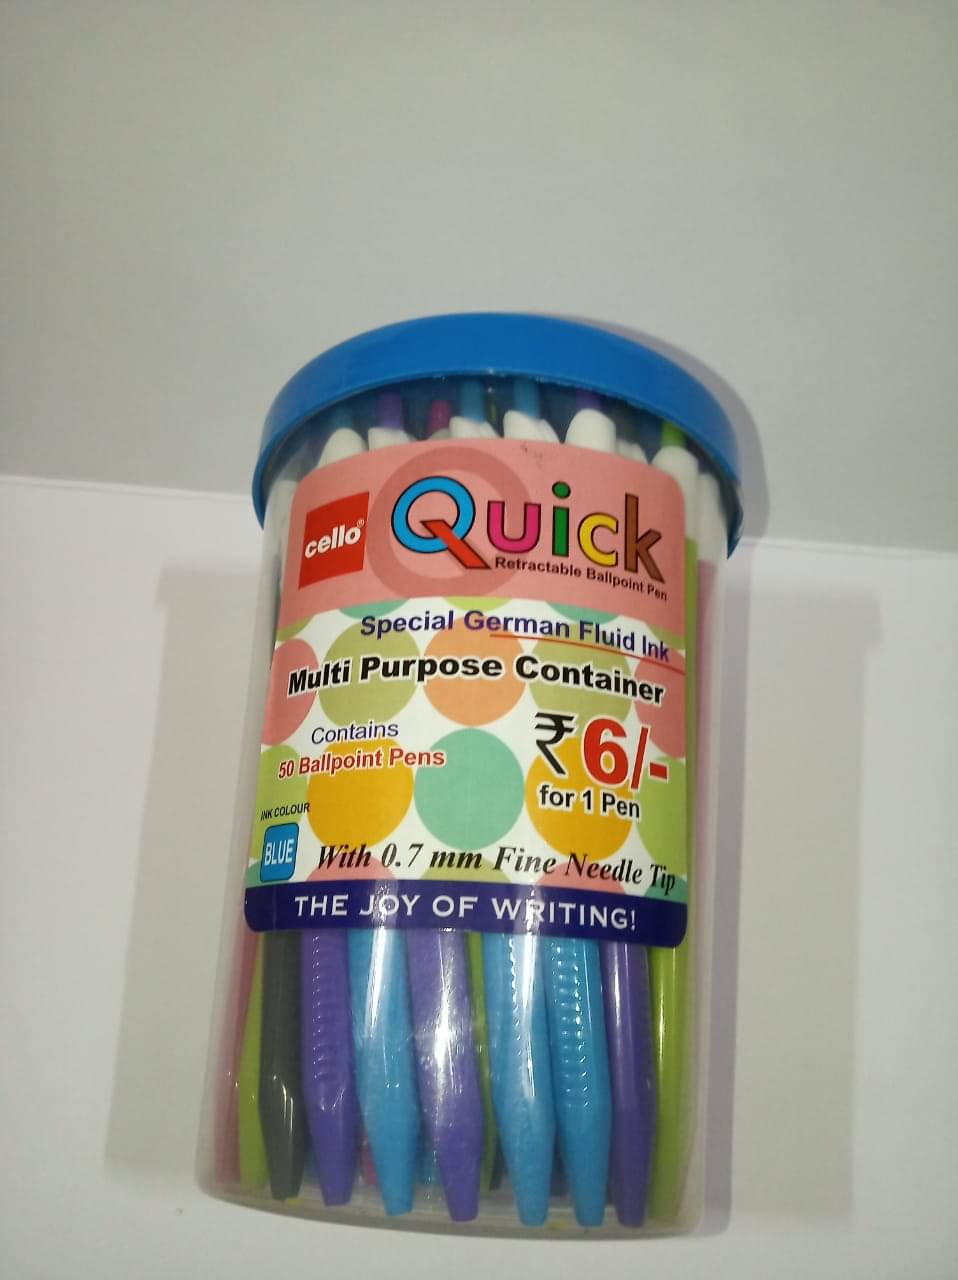 cello®
Quick
Retractable Ballpoint Pen
Special German Fluid Ink
Multi Purpose Container
Contains
50 Ballpoint Pens
₹6/-
for 1 Pen
INK COLOUR
BLUE
With 0.7 mm Fine Needle Tip
THE JOY OF WRITING!